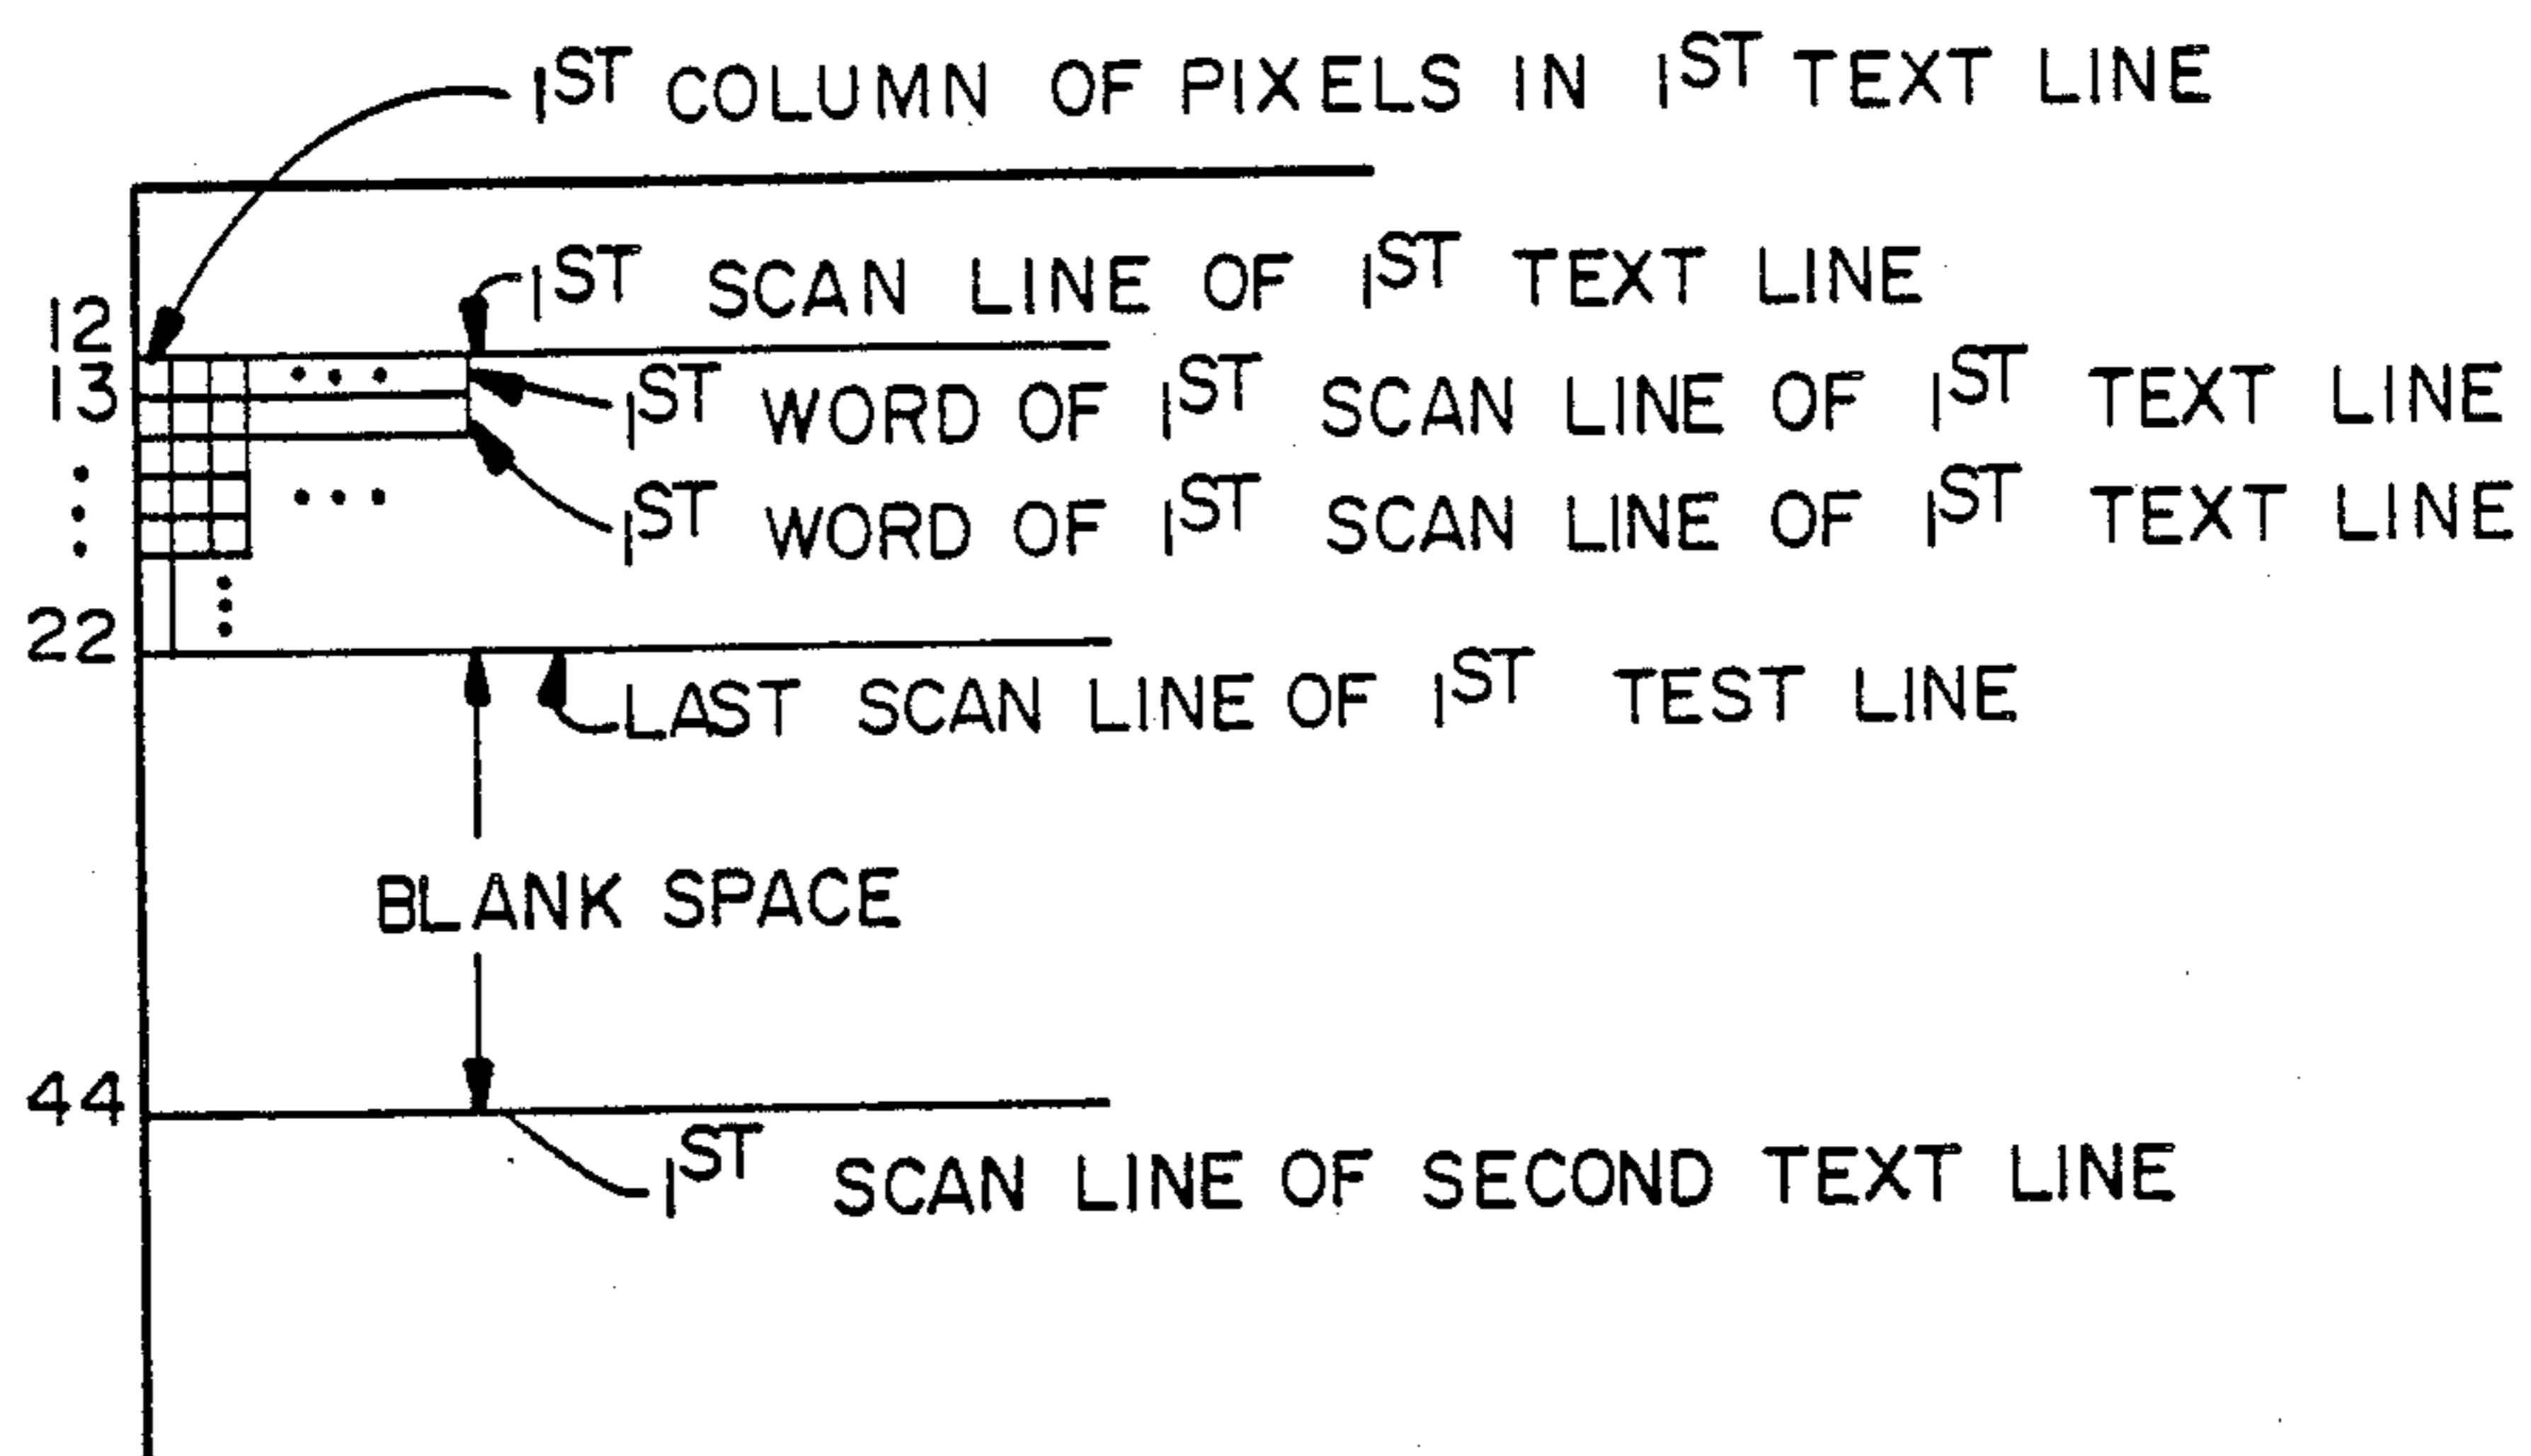 1ST COLUMN OF PIXELS IN 1ST TEXT LINE
1ST SCAN LINE OF 1ST TEXT LINE
12
13
1ST WORD OF 1ST SCAN LINE OF 1ST TEXT LINE
1ST WORD OF 1ST SCAN LINE OF 1ST TEXT LINE
22
LAST SCAN LINE OF 1ST TEST LINE
BLANK SPACE
44
1ST SCAN LINE OF SECOND TEXT LINE